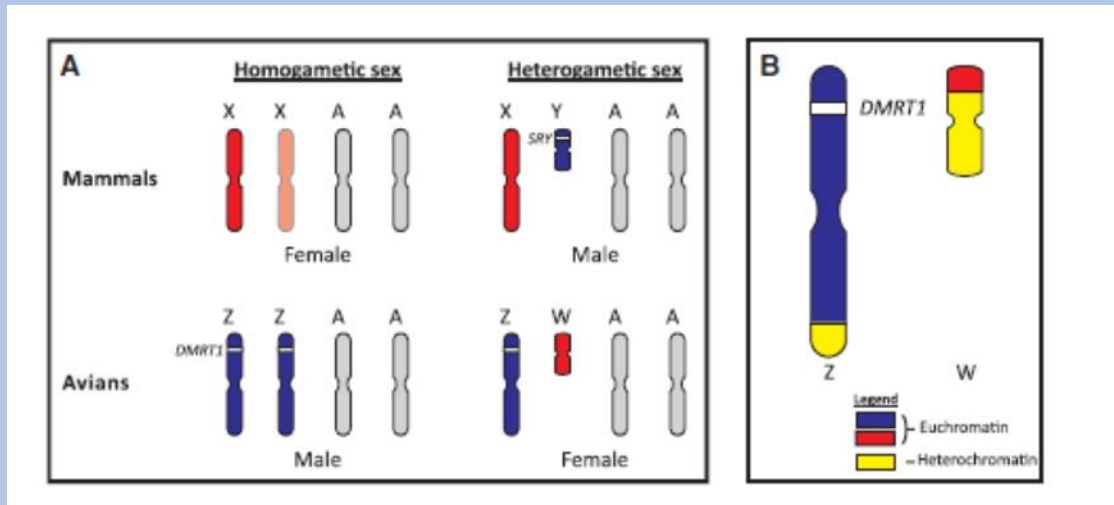 A
Homogametic sex
Heterogametic sex
X X A A
X Y A A
SRY
Mammals
Female
Male
Z Z A A
Z W A A
DMRT1
Avians
Male
Female
B
DMRT1
Z
W
Legend
Euchromatin
Heterochromatin